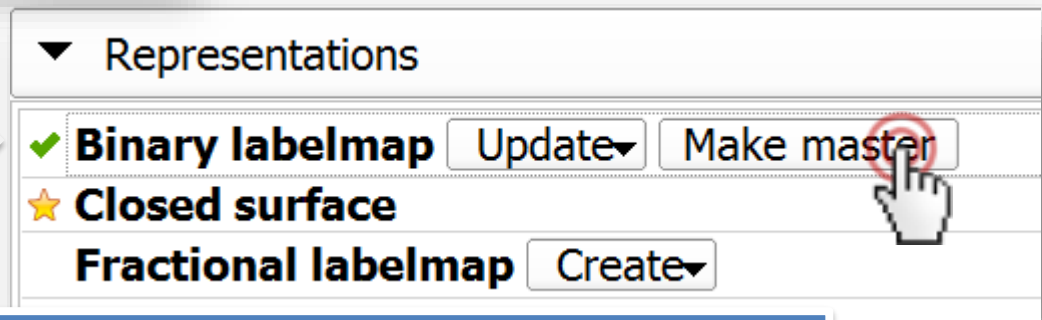 Representations
Binary labelmap Update Make master
Closed surface
Fractional labelmap Create